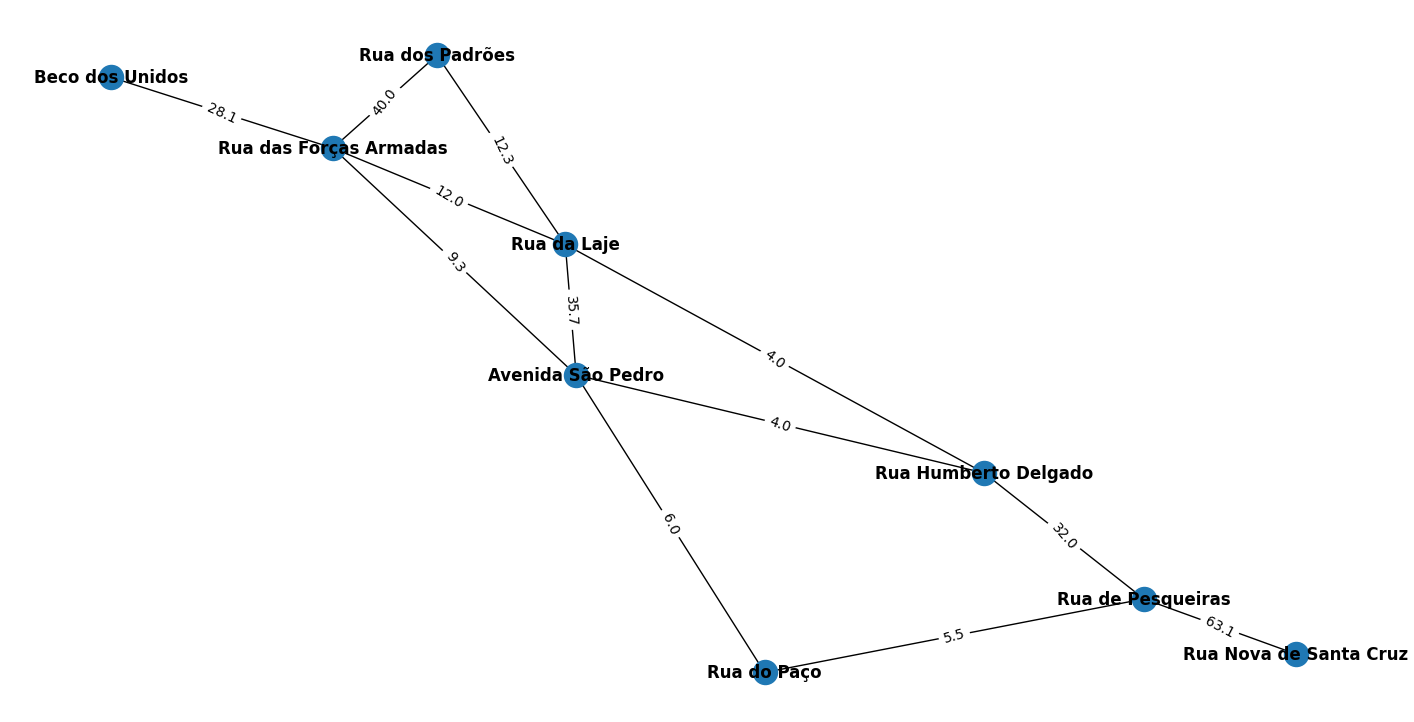 Rua dos Padrões
Beco dos Unidos
40.0
28.1
Rua das Forças Armadas
12.3
12.0
Rua da Laje
9.3
35.7
4.0
Avenida São Pedro
4.0
Rua Humberto Delgado
6.0
32.0
Rua de Pesqueiras
63.1
5.5
Rua Nova de Santa Cruz
Rua do Paço